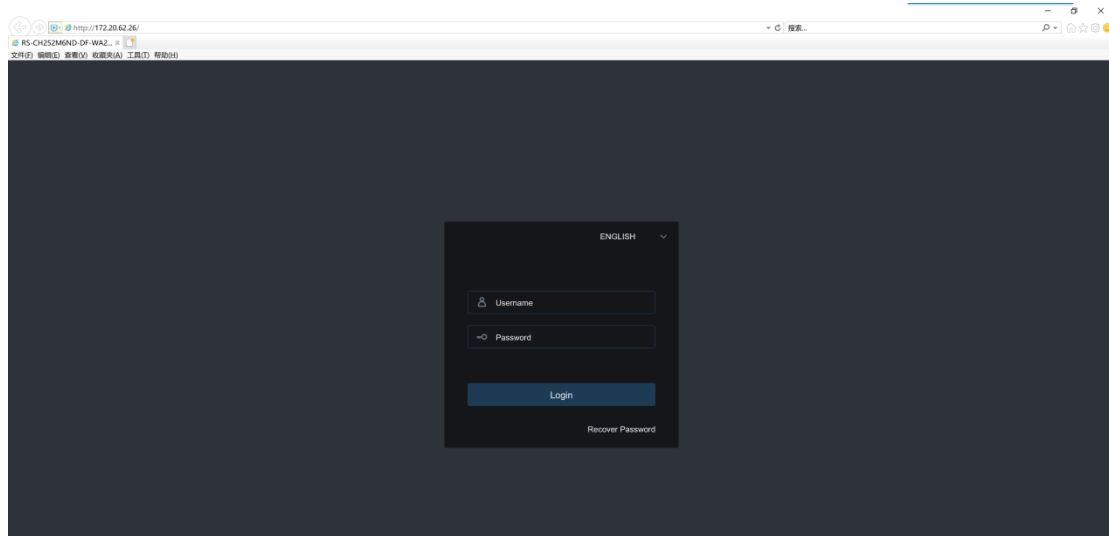 http://172.20.62.26/
搜索...
RS-CH252M6ND-DF-WA2...
文件(F) 编辑(E) 查看(V) 收藏夹(A) 工具(T) 帮助(H)
ENGLISH
Username
Password
Login
Recover Password